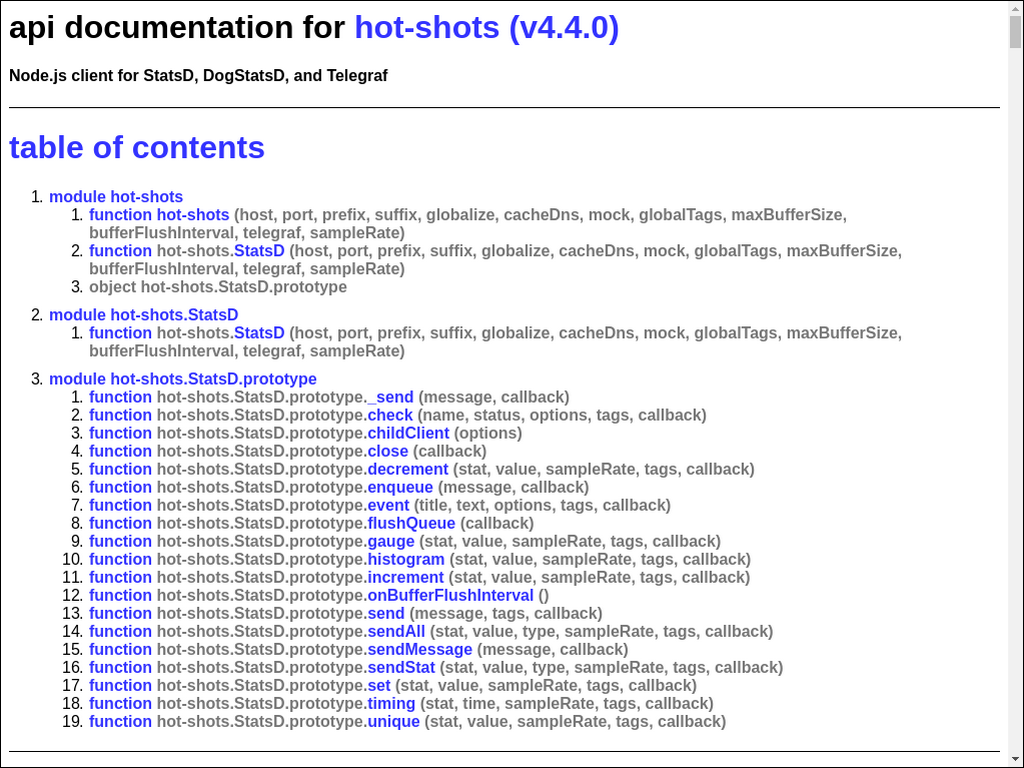 api documentation for hot-shots (v4.4.0)
Node.js client for StatsD, DogStatsD, and Telegraf
table of contents
1. module hot-shots
1. function hot-shots (host, port, prefix, suffix, globalize, cacheDns, mock, globalTags, maxBufferSize,
bufferFlushInterval, telegraf, sampleRate)
2. function hot-shots.StatsD (host, port, prefix, suffix, globalize, cacheDns, mock, globalTags, maxBufferSize,
bufferFlushInterval, telegraf, sampleRate)
3. object hot-shots.StatsD.prototype
2. module hot-shots.StatsD
1. function hot-shots.StatsD (host, port, prefix, suffix, globalize, cacheDns, mock, globalTags, maxBufferSize,
bufferFlushInterval, telegraf, sampleRate)
3. module hot-shots.StatsD.prototype
1. function hot-shots.StatsD.prototype._send (message, callback)
2. function hot-shots.StatsD.prototype.check (name, status, options, tags, callback)
3. function hot-shots.StatsD.prototype.childClient (options)
4. function hot-shots.StatsD.prototype.close (callback)
5. function hot-shots.StatsD.prototype.decrement (stat, value, sampleRate, tags, callback)
6. function hot-shots.StatsD.prototype.enqueue (message, callback)
7. function hot-shots.StatsD.prototype.event (title, text, options, tags, callback)
8. function hot-shots.StatsD.prototype.flushQueue (callback)
9. function hot-shots.StatsD.prototype.gauge (stat, value, sampleRate, tags, callback)
10. function hot-shots.StatsD.prototype.histogram (stat, value, sampleRate, tags, callback)
11. function hot-shots.StatsD.prototype.increment (stat, value, sampleRate, tags, callback)
12. function hot-shots.StatsD.prototype.onBufferFlushInterval ()
13. function hot-shots.StatsD.prototype.send (message, tags, callback)
14. function hot-shots.StatsD.prototype.sendAll (stat, value, type, sampleRate, tags, callback)
15. function hot-shots.StatsD.prototype.sendMessage (message, callback)
16. function hot-shots.StatsD.prototype.sendStat (stat, value, type, sampleRate, tags, callback)
17. function hot-shots.StatsD.prototype.set (stat, value, sampleRate, tags, callback)
18. function hot-shots.StatsD.prototype.timing (stat, time, sampleRate, tags, callback)
19. function hot-shots.StatsD.prototype.unique (stat, value, sampleRate, tags, callback)